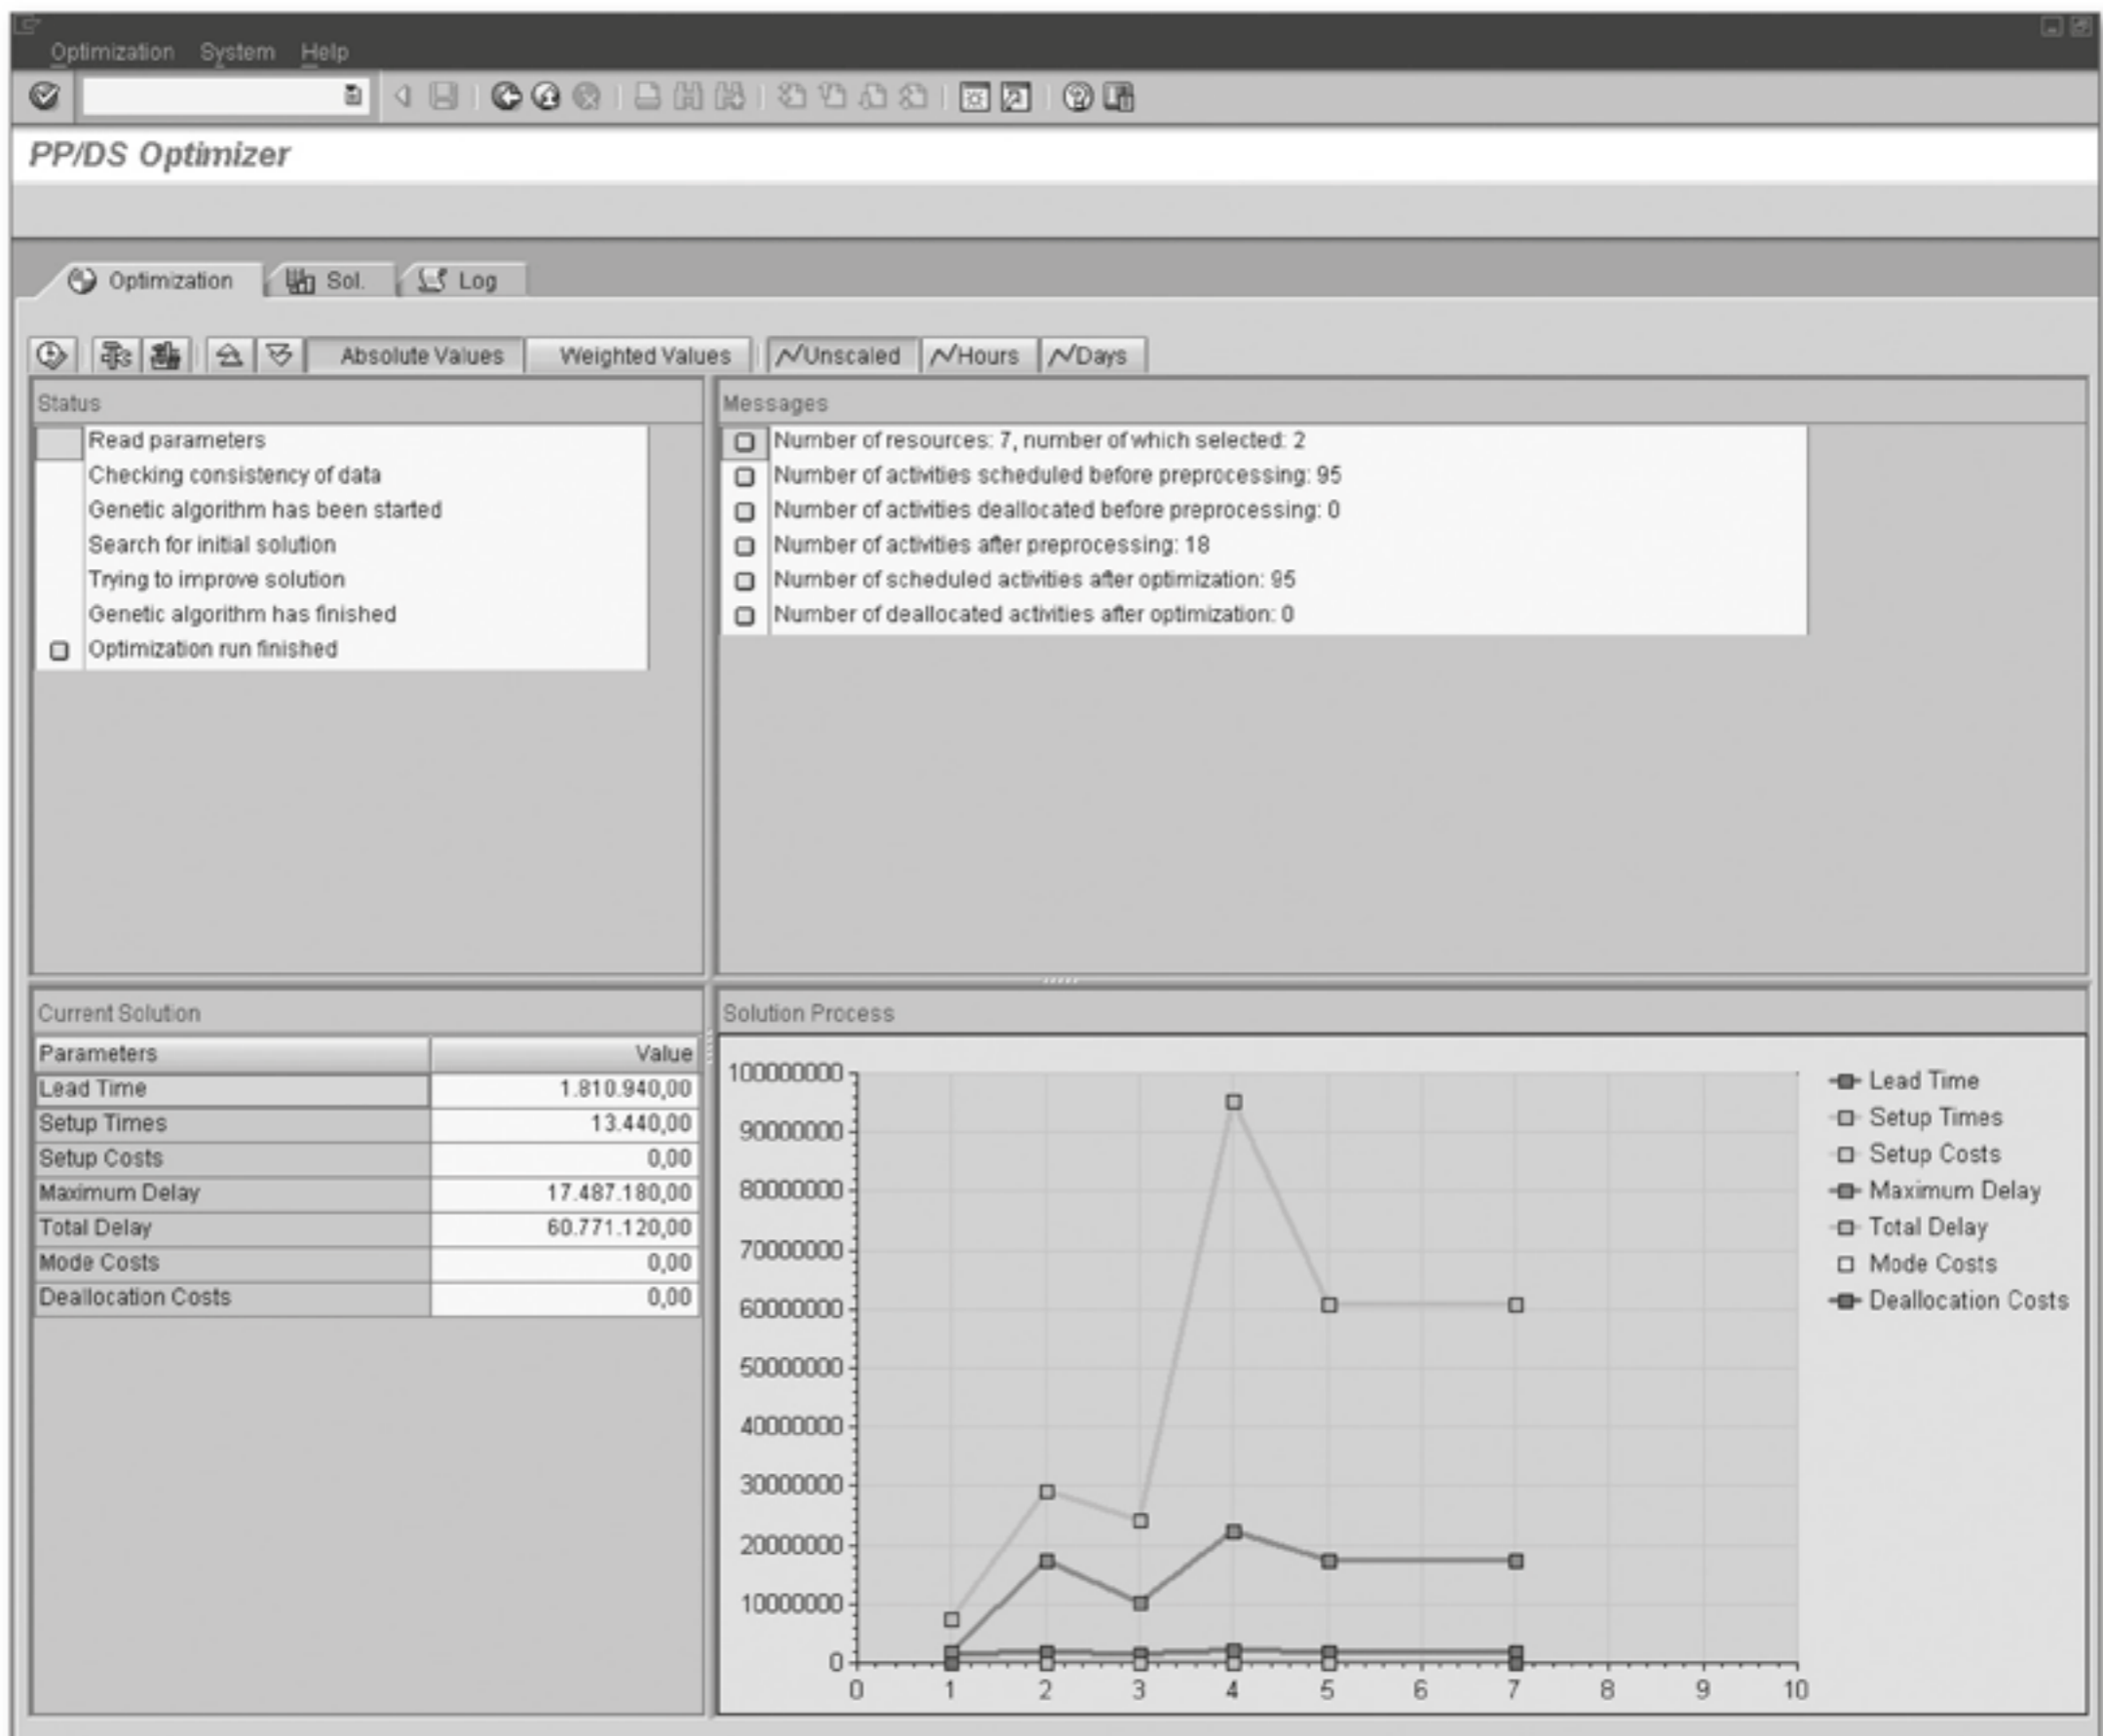 Optimization System Help
PP/DS Optimizer
Optimization Sol. Log
Absolute Values Weighted Values Unscaled Hours Days
Status
Read parameters
Checking consistency of data
Genetic algorithm has been started
Search for initial solution
Trying to improve solution
Genetic algorithm has finished
Optimization run finished
Messages
Number of resources: 7, number of which selected: 2
Number of activities scheduled before preprocessing: 95
Number of activities deallocated before preprocessing: 0
Number of activities after preprocessing: 18
Number of scheduled activities after optimization: 95
Number of deallocated activities after optimization: 0
Current Solution
Parameters Value
Lead Time 1.810.940,00
Setup Times 13.440,00
Setup Costs 0,00
Maximum Delay 17.487.180,00
Total Delay 60.771.120,00
Mode Costs 0,00
Deallocation Costs 0,00
Solution Process
100000000
90000000
80000000
70000000
60000000
50000000
40000000
30000000
20000000
10000000
0
0 1 2 3 4 5 6 7 8 9 10
Lead Time
Setup Times
Setup Costs
Maximum Delay
Total Delay
Mode Costs
Deallocation Costs